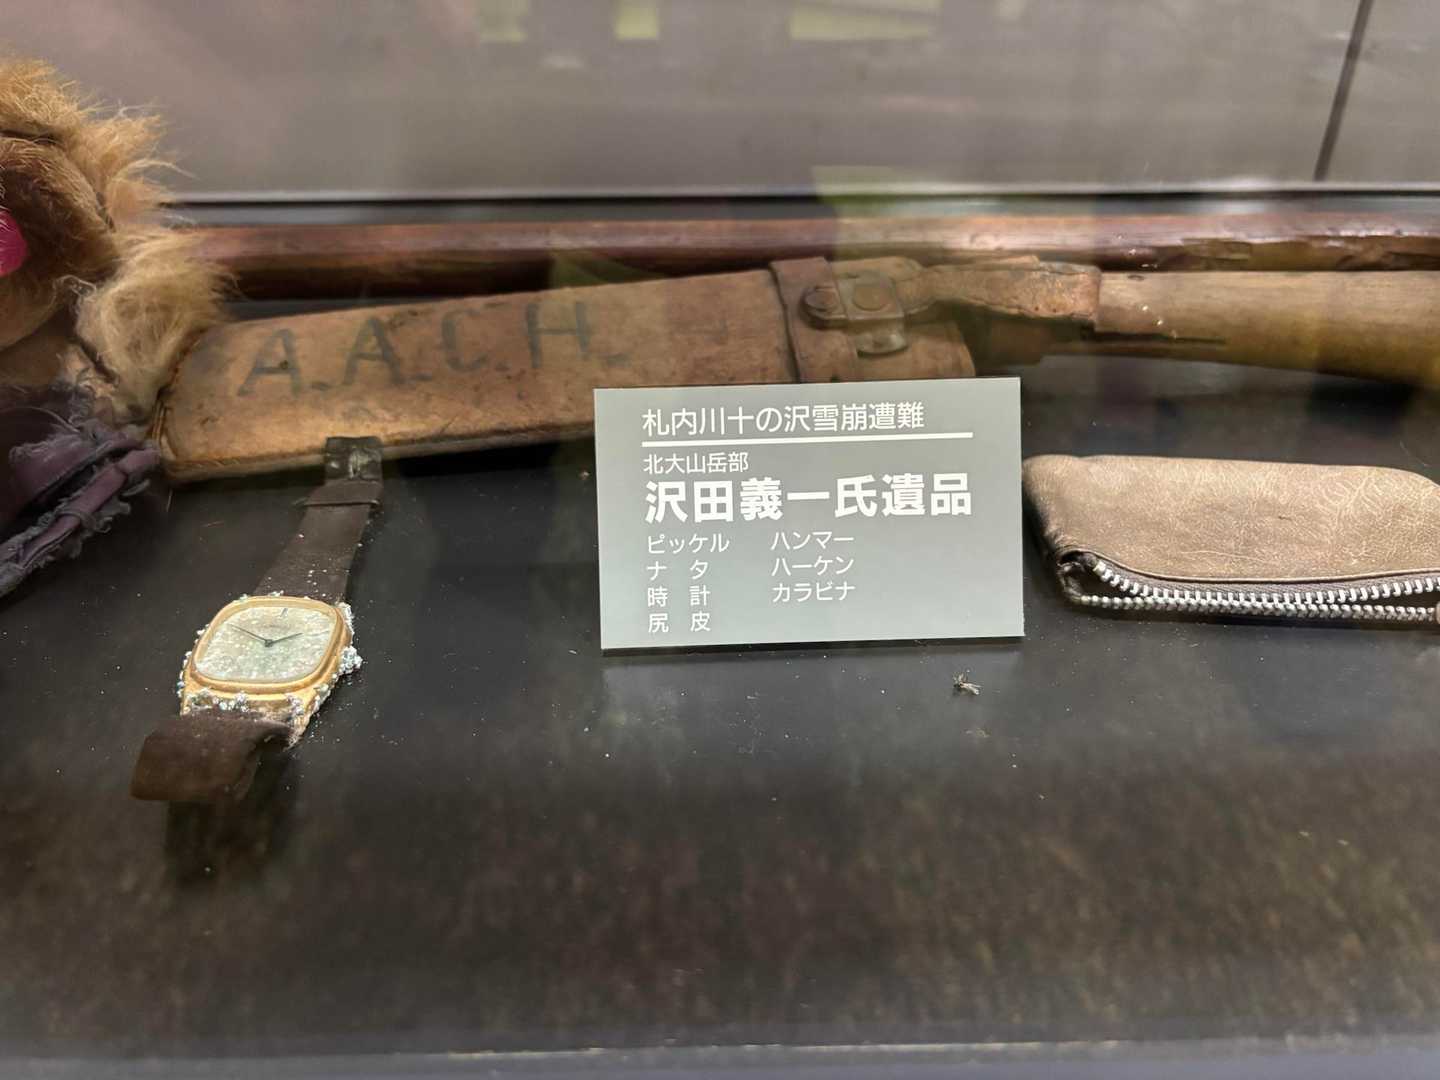 A.A.C.H.
札内川十の沢雪崩遭難
北大山岳部
沢田義一氏遺品
ピッケル ハンマー
ナタ ハーケン
時計 カラビナ
尻皮